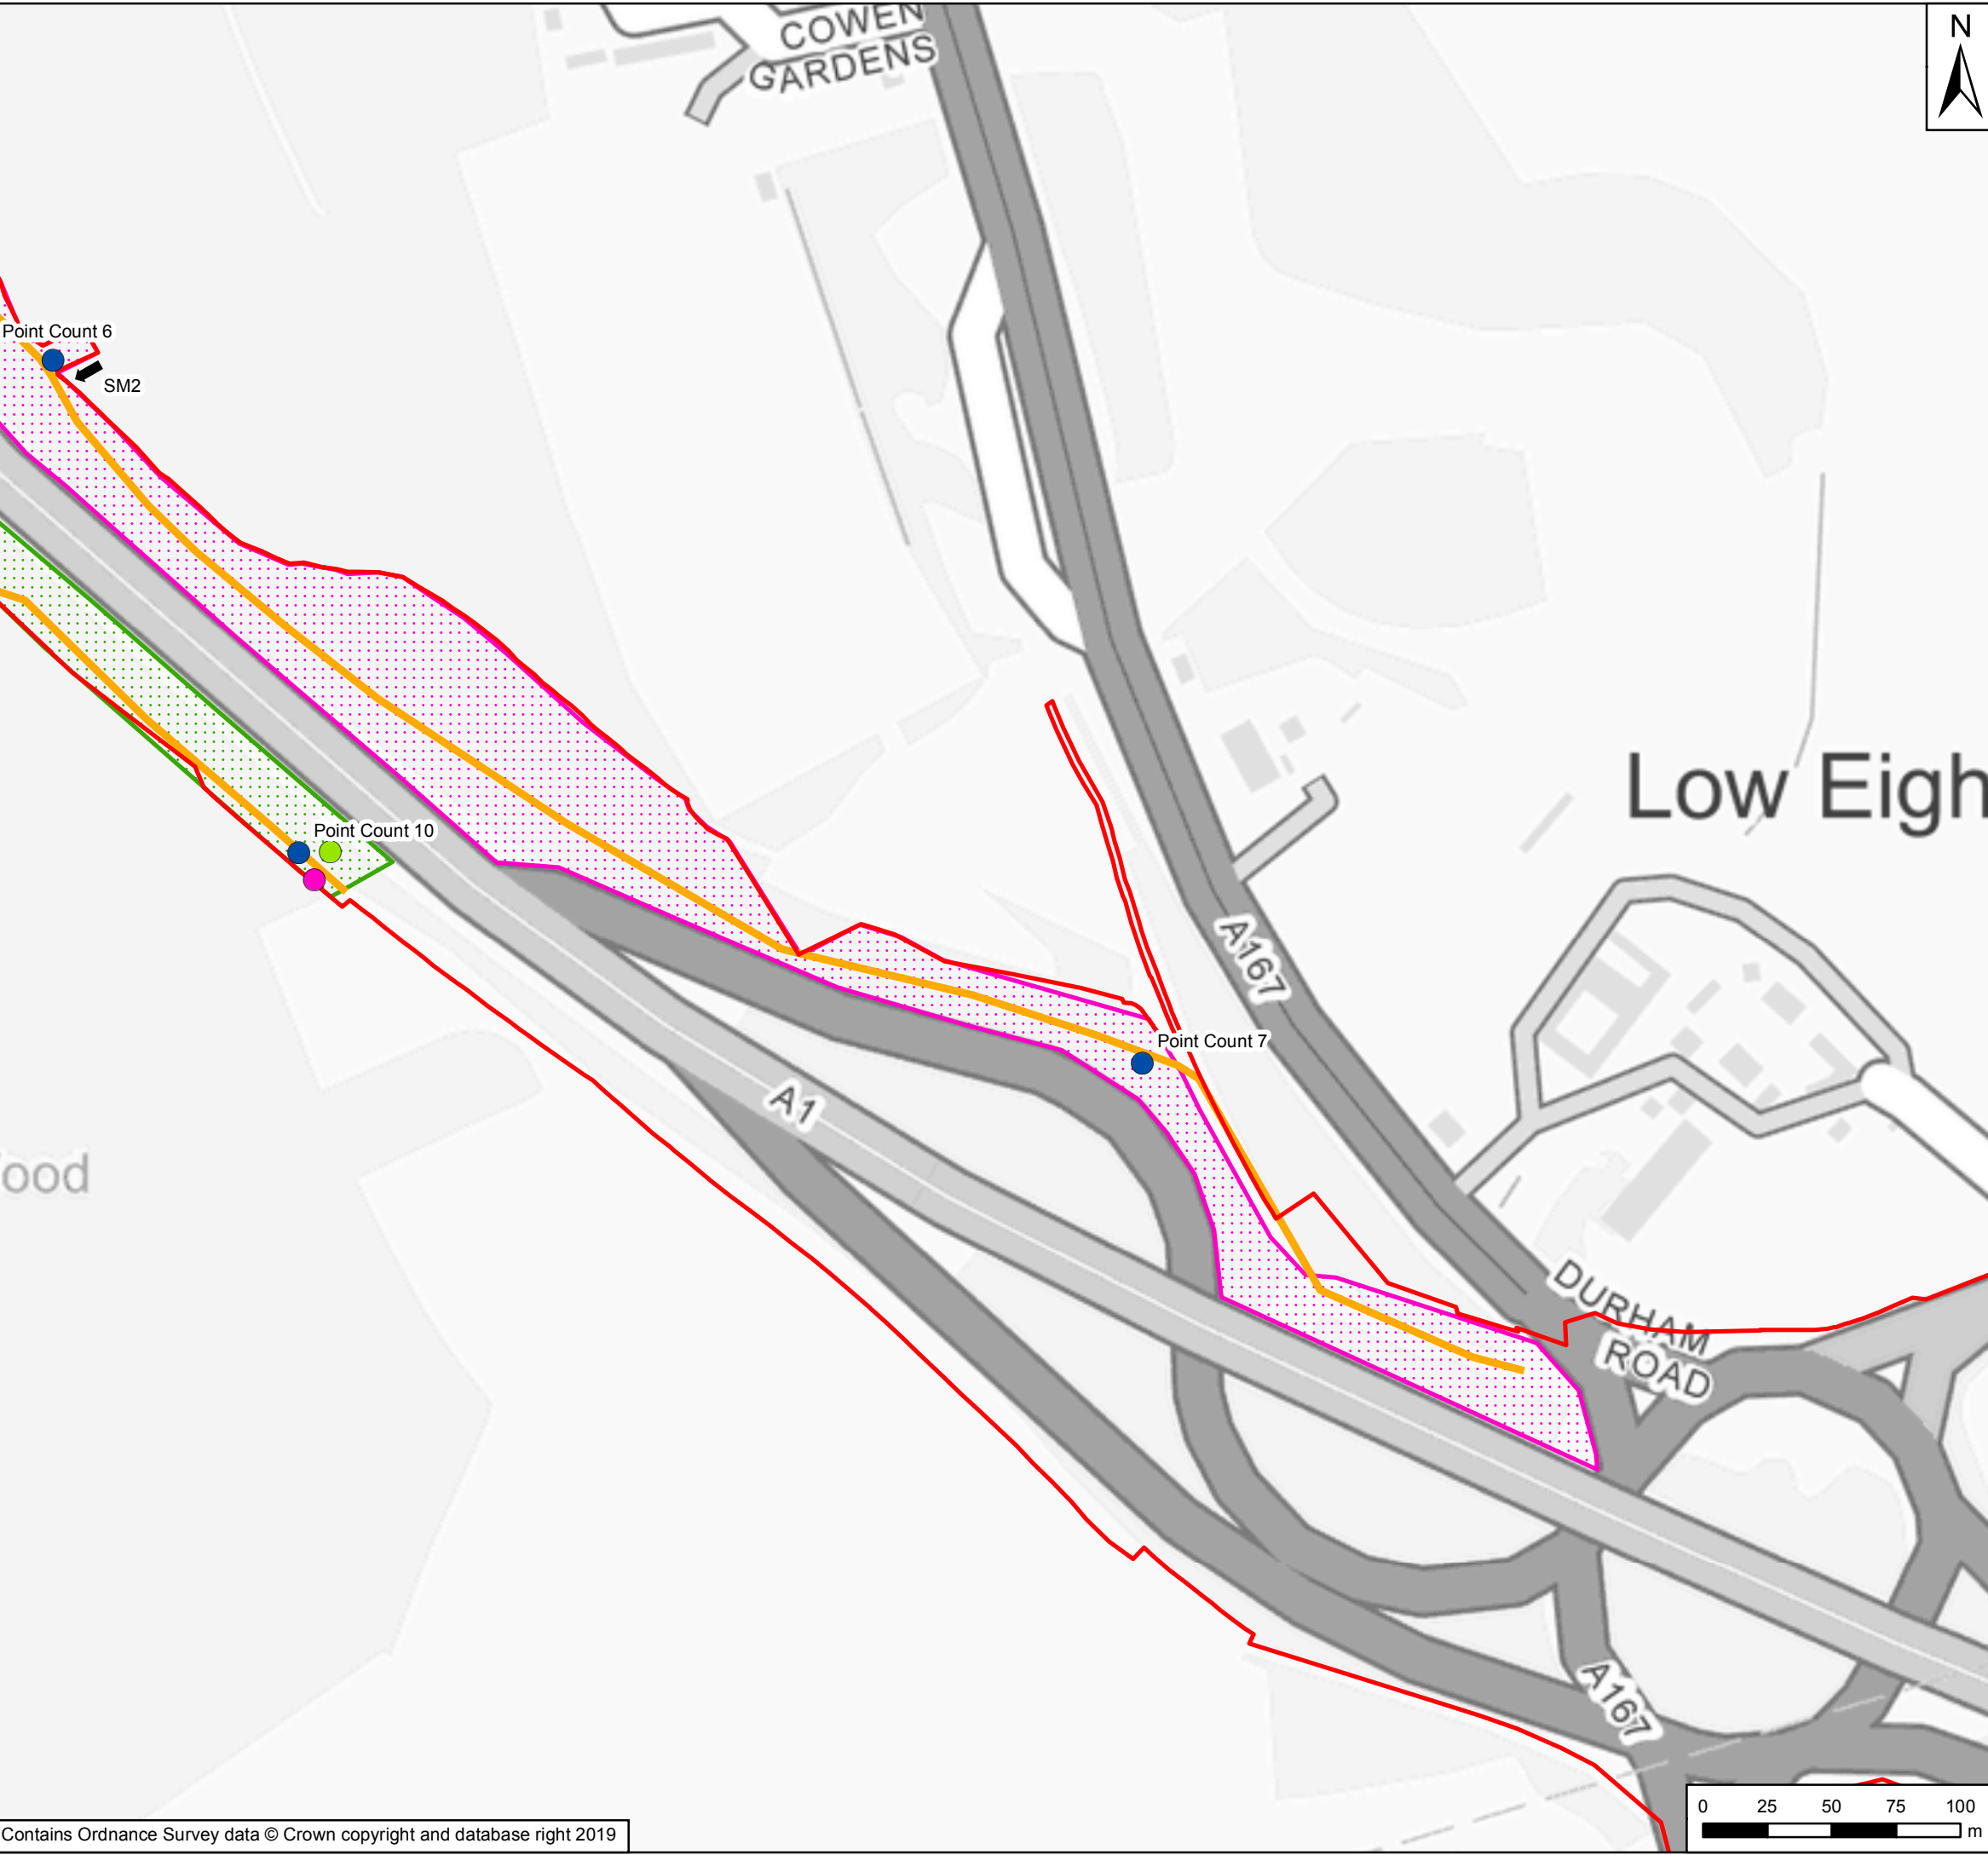 COWEN
GARDENS
N
Point Count 6
SM2
Low Eigh
Point Count 10
A167
Point Count 7
A1
ood
DURHAM
ROAD
A167
0 25 50 75 100
m
Contains Ordnance Survey data © Crown copyright and database right 2019